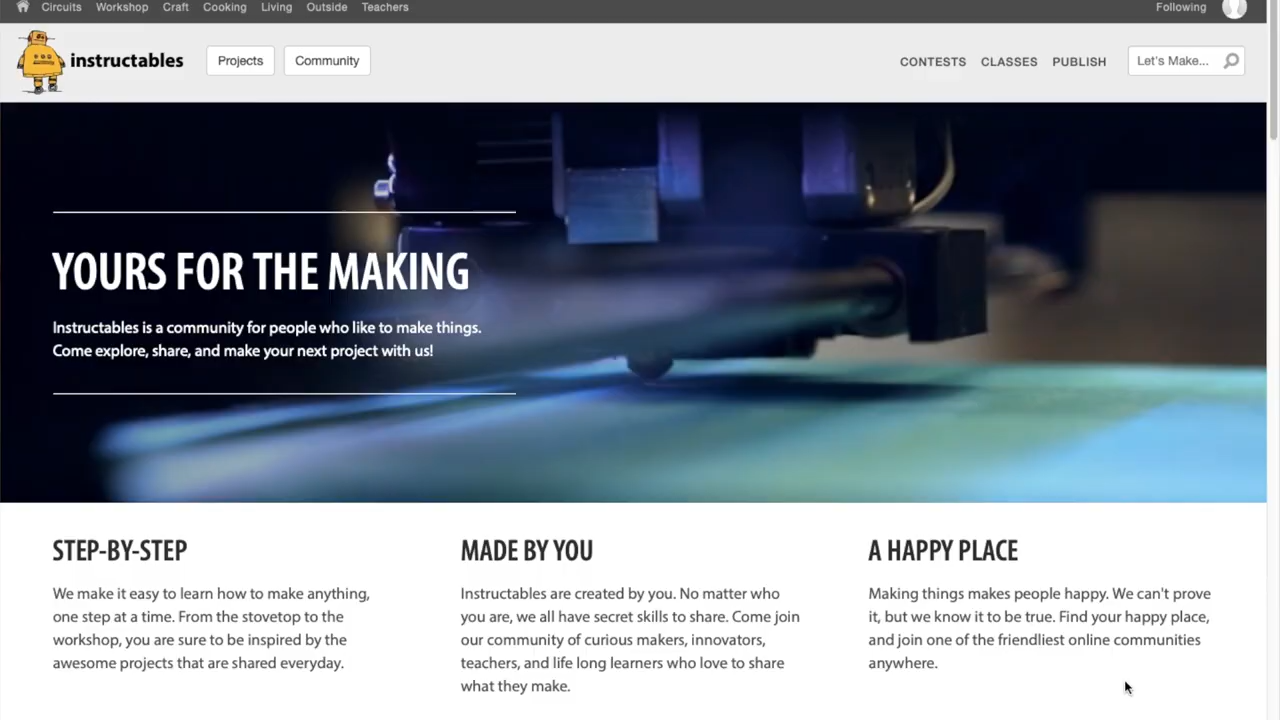 Circuits Workshop Craft Cooking Living Outside Teachers Following
instructables Projects Community CONTESTS CLASSES PUBLISH Let's Make...
YOURS FOR THE MAKING
Instructables is a community for people who like to make things.
Come explore, share, and make your next project with us!
STEP-BY-STEP
We make it easy to learn how to make anything,
one step at a time. From the stovetop to the
workshop, you are sure to be inspired by the
awesome projects that are shared everyday.
MADE BY YOU
Instructables are created by you. No matter who
you are, we all have secret skills to share. Come join
our community of curious makers, innovators,
teachers, and life long learners who love to share
what they make.
A HAPPY PLACE
Making things makes people happy. We can't prove
it, but we know it to be true. Find your happy place,
and join one of the friendliest online communities
anywhere.